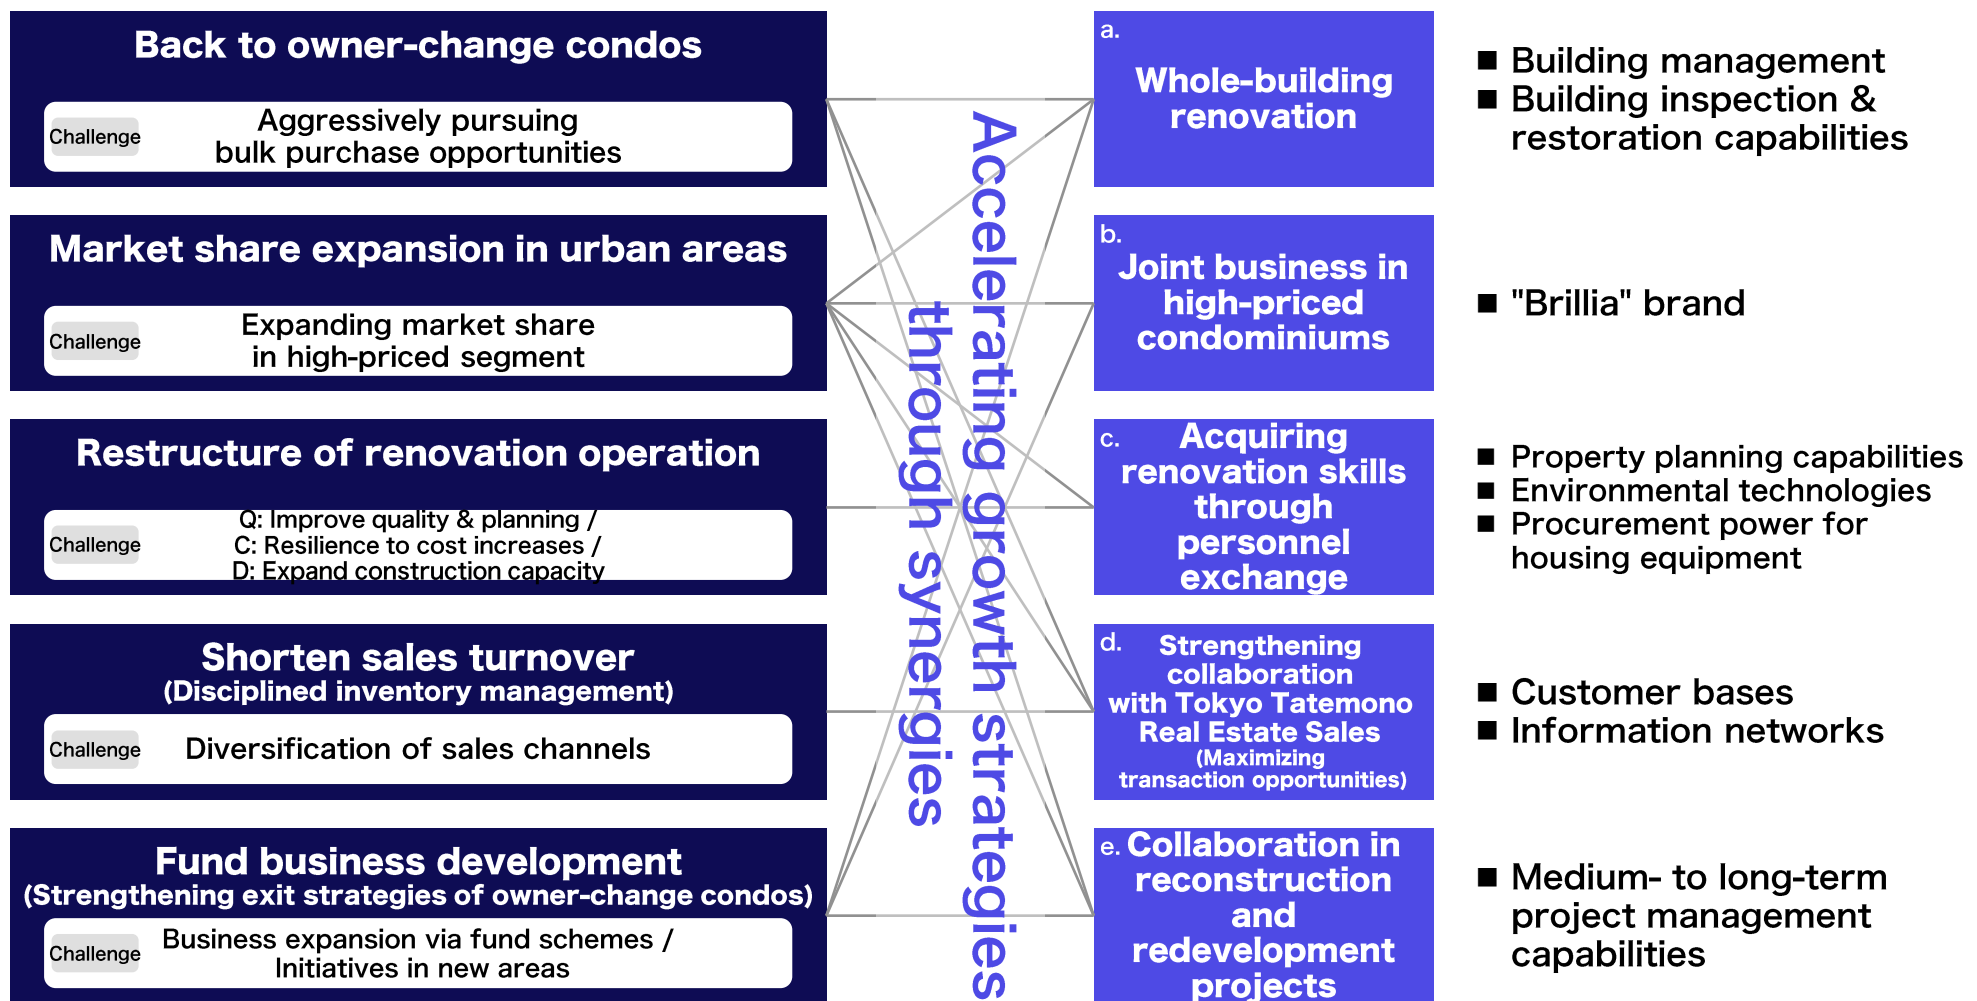 Back to owner-change condos
Challenge
Aggressively pursuing
bulk purchase opportunities
Market share expansion in urban areas
Challenge
Expanding market share
in high-priced segment
Restructure of renovation operation
Challenge
Q: Improve quality & planning /
C: Resilience to cost increases /
D: Expand construction capacity
Shorten sales turnover
(Disciplined inventory management)
Challenge
Diversification of sales channels
Fund business development
(Strengthening exit strategies of owner-change condos)
Challenge
Business expansion via fund schemes /
Initiatives in new areas
Accelerating growth strategies
through synergies
a.
Whole-building
renovation
b.
Joint business in
high-priced
condominiums
c.
Acquiring
renovation skills
through
personnel
exchange
d.
Strengthening
collaboration
with Tokyo Tatemono
Real Estate Sales
(Maximizing
transaction opportunities)
e.
Collaboration in
reconstruction
and
redevelopment
projects
■ Building management
■ Building inspection &
restoration capabilities
■ "Brillia" brand
■ Property planning capabilities
■ Environmental technologies
■ Procurement power for
housing equipment
■ Customer bases
■ Information networks
■ Medium- to long-term
project management
capabilities